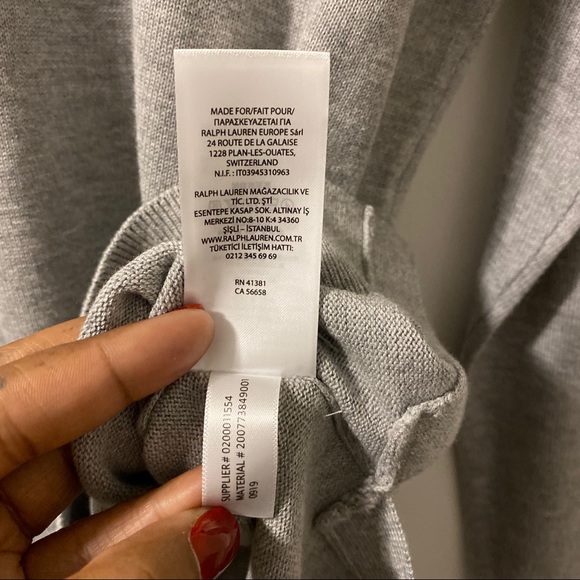 MADE FOR/FAIT POUR/
ΠΑΡΑΣΚΕΥΑΖΕΤΑΙ ΓΙΑ
RALPH LAUREN EUROPE Sárl
24 ROUTE DE LA GALAISE
1228 PLAN-LES-OUATES,
SWITZERLAND
N.I.F. : IT03945310963
RALPH LAUREN MAĞAZACILIK VE
TİC. LTD. ŞTİ
ESENTEPE KASAP SOK. ALTINAY İŞ
MERKEZİ NO:8-10 K:4 34360
ŞİŞLİ – İSTANBUL
WWW.RALPHLAUREN.COM.TR
TÜKETİCİ İLETİŞİM HATTI:
0212 345 69 69
RN 41381
CA 56658
SUPPLIER # 0200011554
MATERIAL #
0919